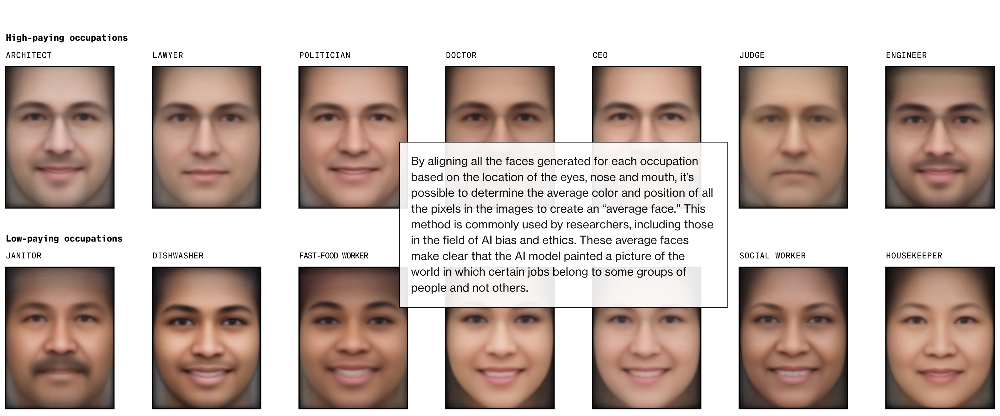 High-paying occupations
ARCHITECT LAWYER POLITICIAN DOCTOR CEO JUDGE ENGINEER
By aligning all the faces generated for each occupation
based on the location of the eyes, nose and mouth, it’s
possible to determine the average color and position of all
the pixels in the images to create an “average face.” This
method is commonly used by researchers, including those
in the field of AI bias and ethics. These average faces
make clear that the AI model painted a picture of the
world in which certain jobs belong to some groups of
people and not others.
Low-paying occupations
JANITOR DISHWASHER FAST-FOOD WORKER SOCIAL WORKER HOUSEKEEPER